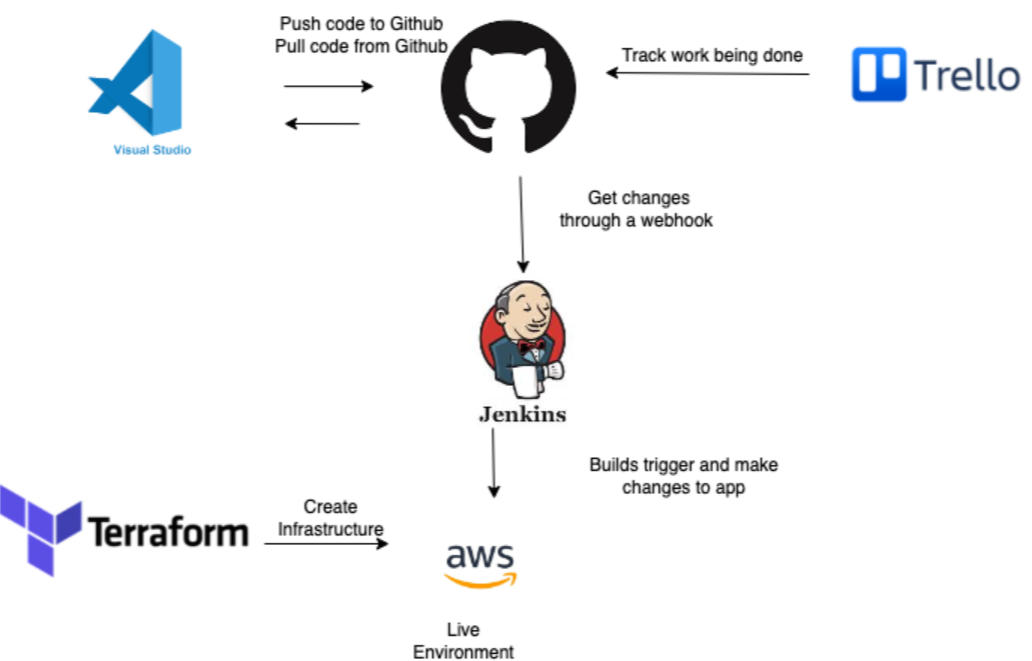 Push code to Github
Pull code from Github
Track work being done
Trello
Visual Studio
Get changes
through a webhook
Jenkins
Builds trigger and make
changes to app
Terraform
Create
Infrastructure
aws
Live
Environment